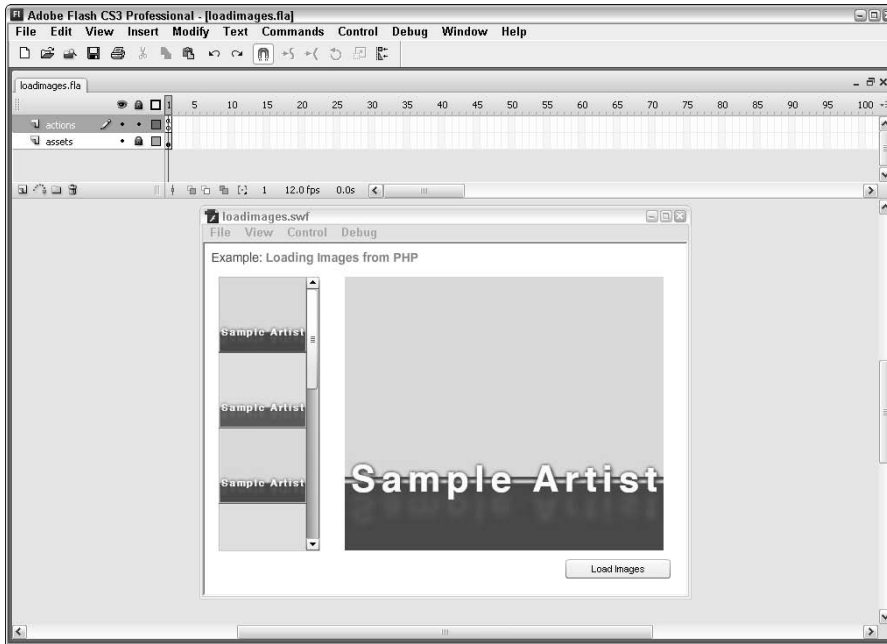 Adobe Flash CS3 Professional - [loadimages.fla]
File Edit View Insert Modify Text Commands Control Debug Window Help
loadimages.fla
1 5 10 15 20 25 30 35 40 45 50 55 60 65 70 75 80 85 90 95 100
actions
assets
1 12.0 fps 0.0s
loadimages.swf
File View Control Debug
Example: Loading Images from PHP
Sample Artist
Sample Artist
Sample Artist
Sample Artist
Load Images